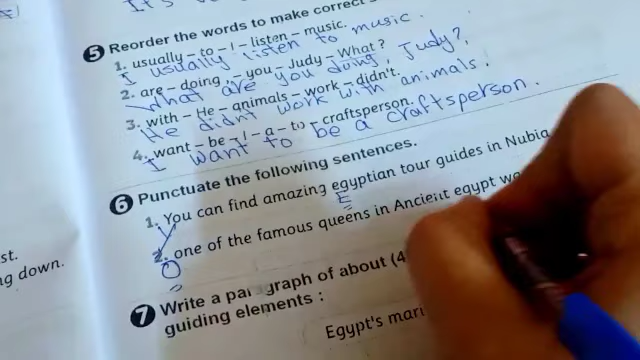 It's
5 Reorder the words to make correct
1. usually – to – I – listen – music.
I usually listen to music.
2. are – doing, – you – Judy – What?
What are you doing, Judy?
3. with – He – animals – work – didn't.
He didn't work with animals.
4. want – be – I – a – to – craftsperson.
I want to be a craftsperson.
6 Punctuate the following sentences.
1. You can find amazing egyptian tour guides in Nubia
E
2. one of the famous queens in Ancient egypt
O
st.
ng down.
7 Write a paragraph of about (4
guiding elements :
Egypt's mari